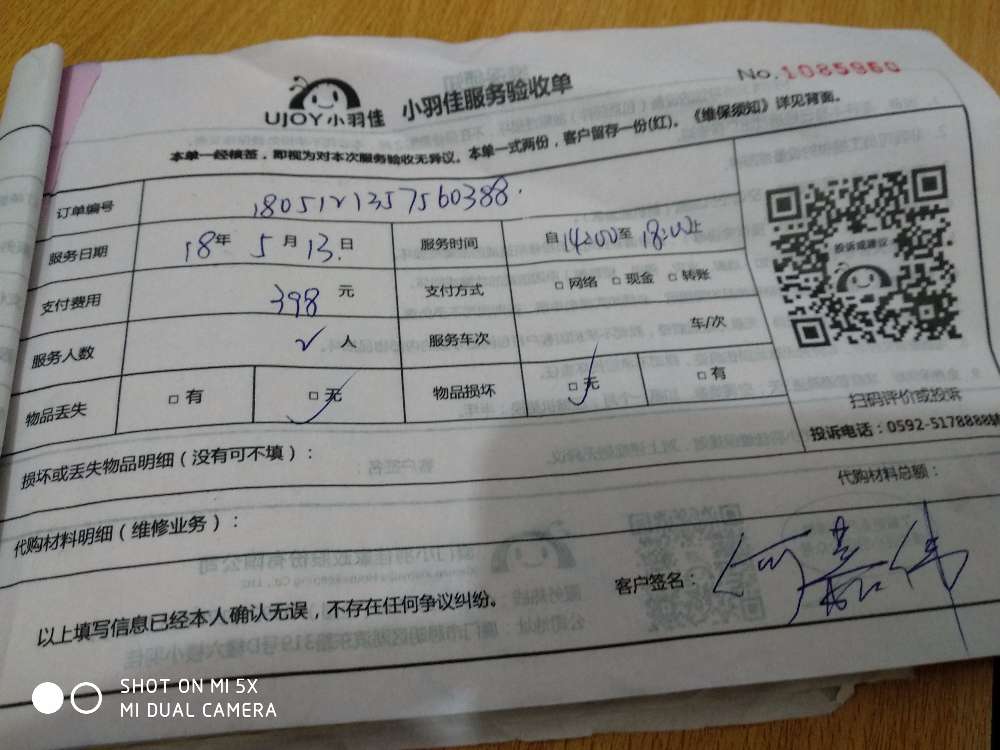 No.1085960
UJOY小羽佳 小羽佳服务验收单
本单一经核签，即视为对本次服务验收无异议。本单一式两份，客户留存一份(红)。《维保须知》详见背面。
订单编号 1805121357560388
服务日期 18年 5月 13日 服务时间 自14:00至18:00止
支付费用 398元 支付方式 □ 网络 □ 现金 □ 转账
服务人数 人 服务车次 车/次
物品丢失 □ 有 □ 无 物品损坏 □ 无 □ 有
投诉或建议
扫码评价或投诉
投诉电话：0592-5178888转
损坏或丢失物品明细（没有可不填）：
代购材料明细（维修业务）： 代购材料总额：
以上填写信息已经本人确认无误，不存在任何争议纠纷。 客户签名：
SHOT ON MI 5X
MI DUAL CAMERA